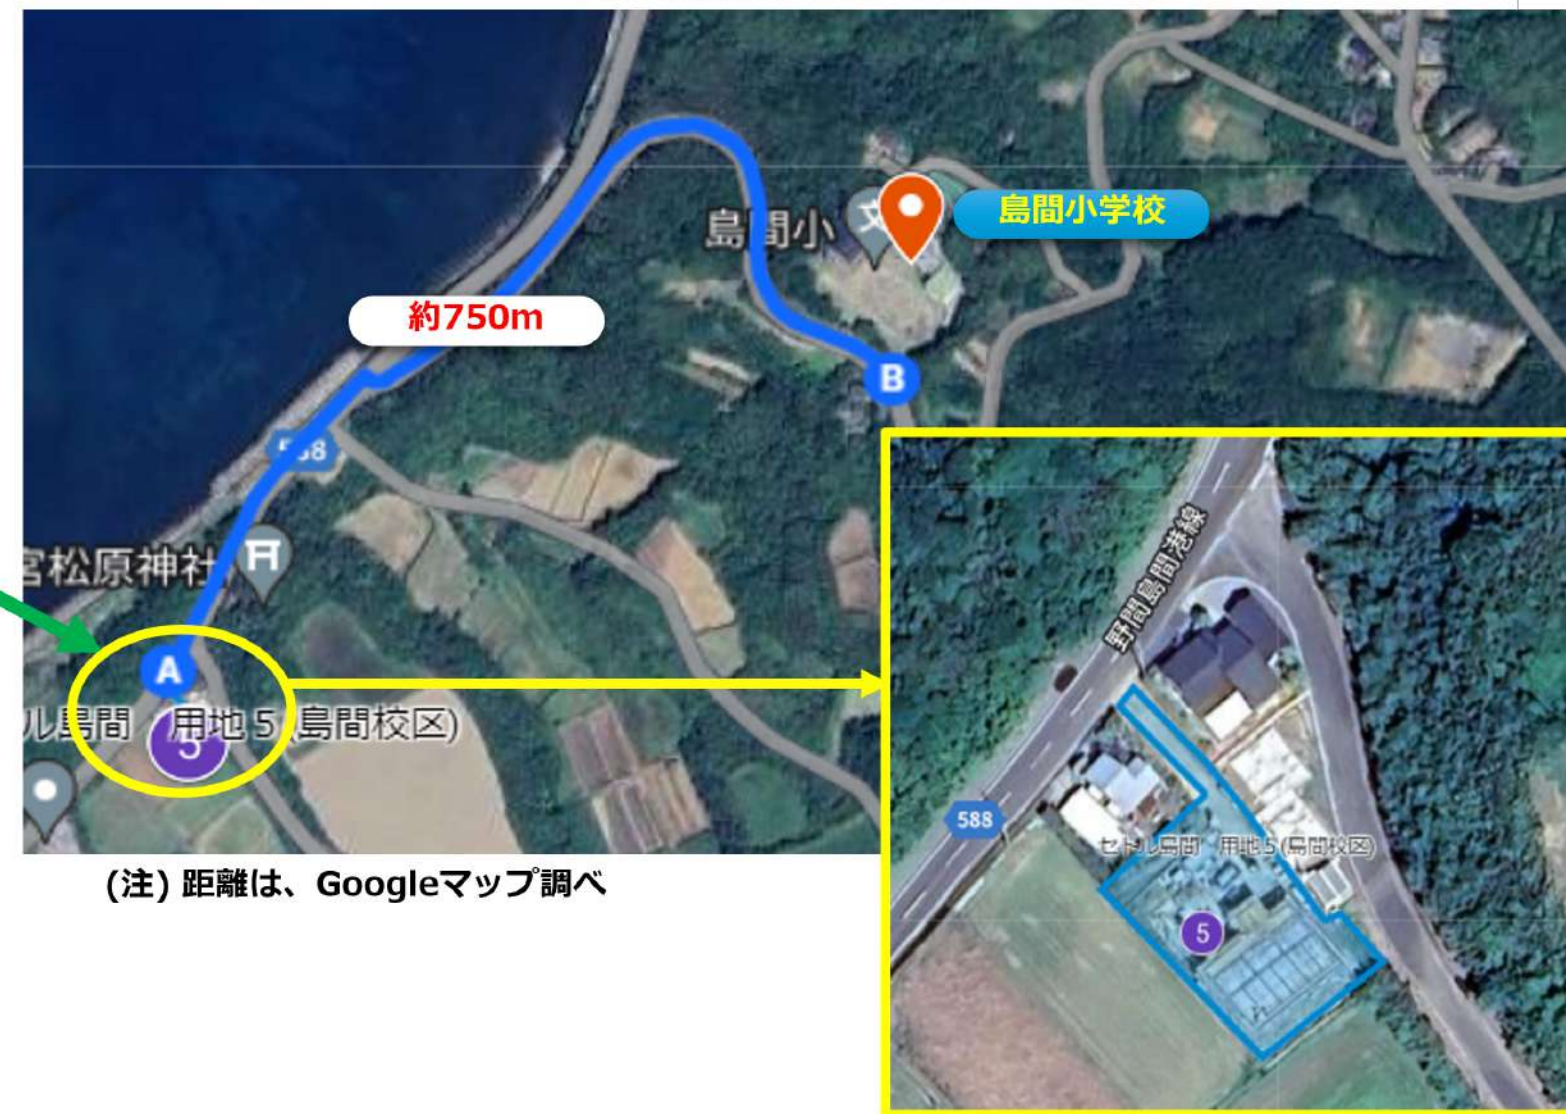 島間小
文
島間小学校
約750m
B
588
宮松原神社
A
ル島間 用地5(島間校区)
5
(注) 距離は、Googleマップ調べ
野間島間港線
588
セトル島間 用地5(島間校区)
5